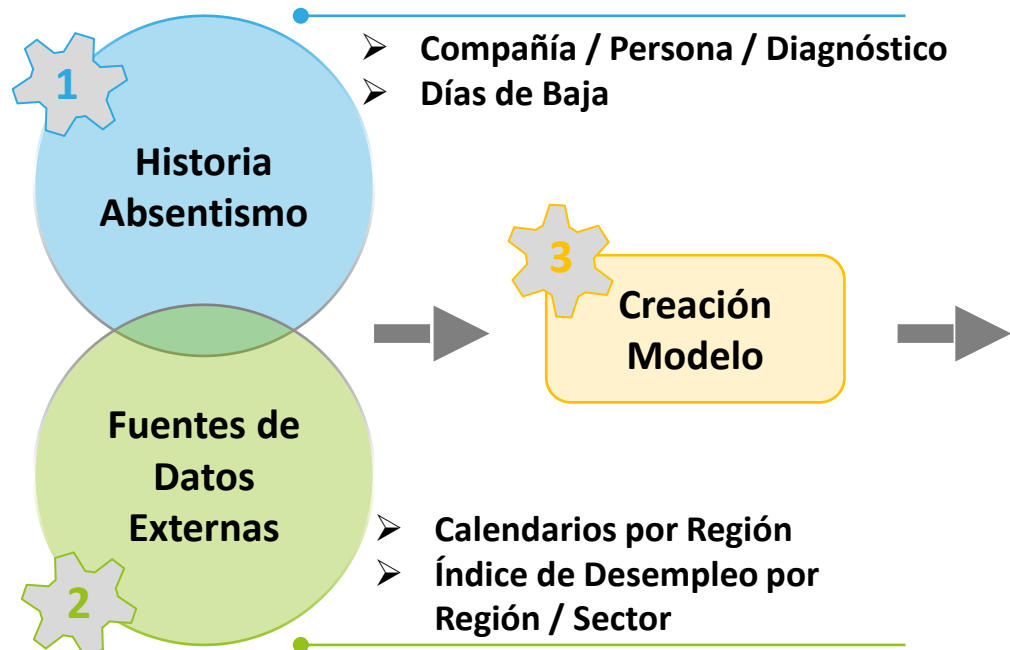 1
Historia
Absentismo
➢ Compañía / Persona / Diagnóstico
➢ Días de Baja
2
Fuentes de
Datos
Externas
➢ Calendarios por Región
➢ Índice de Desempleo por
Región / Sector
3
Creación
Modelo